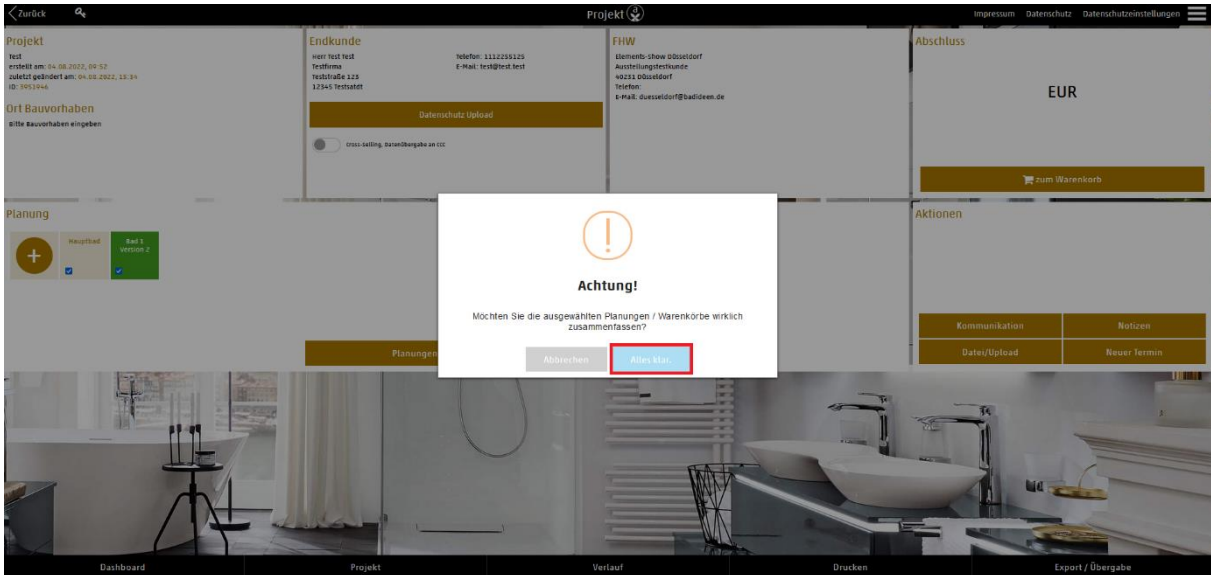 Zurück
Projekt
Impressum Datenschutz Datenschutzeinstellungen
Projekt
Test
erstellt am: 04.08.2022, 09:52
zuletzt geändert am: 04.08.2022, 13:34
ID: 3951946
Ort Bauvorhaben
Bitte Bauvorhaben eingeben
Endkunde
Herr Test Test
Testfirma
Teststraße 123
12345 Testsatdt
Telefon: 1112255125
E-Mail: test@test.test
Datenschutz Upload
Cross-Selling, Datenübergabe an CCC
FHW
Elements-Show Düsseldorf
Ausstellungstestkunde
40231 Düsseldorf
Telefon:
E-Mail: duesseldorf@badideen.de
Abschluss
EUR
zum Warenkorb
Planung
+
Hauptbad
Bad 1
Version 2
Planungen
Achtung!
Möchten Sie die ausgewählten Planungen / Warenkörbe wirklich
zusammenfassen?
Abbrechen
Alles klar.
Aktionen
Kommunikation
Notizen
Datei/Upload
Neuer Termin
Dashboard
Projekt
Verlauf
Drucken
Export / Übergabe